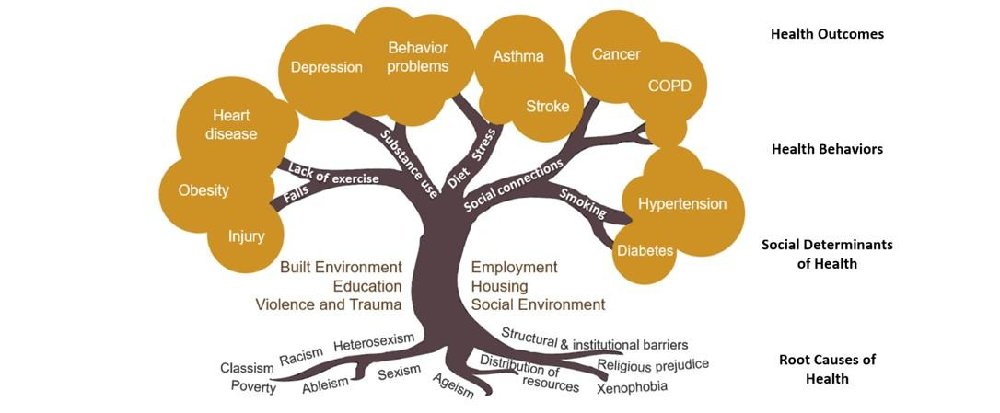 Health Outcomes
Depression
Behavior
problems
Asthma
Cancer
COPD
Stroke
Heart
disease
Obesity
Injury
Hypertension
Diabetes
Health Behaviors
Lack of exercise
Falls
Substance use
Diet Stress
Social connections
Smoking
Social Determinants
of Health
Built Environment
Education
Violence and Trauma
Employment
Housing
Social Environment
Root Causes of
Health
Classism
Racism
Heterosexism
Poverty
Ableism
Sexism
Ageism
Structural & institutional barriers
Distribution of
resources
Religious prejudice
Xenophobia